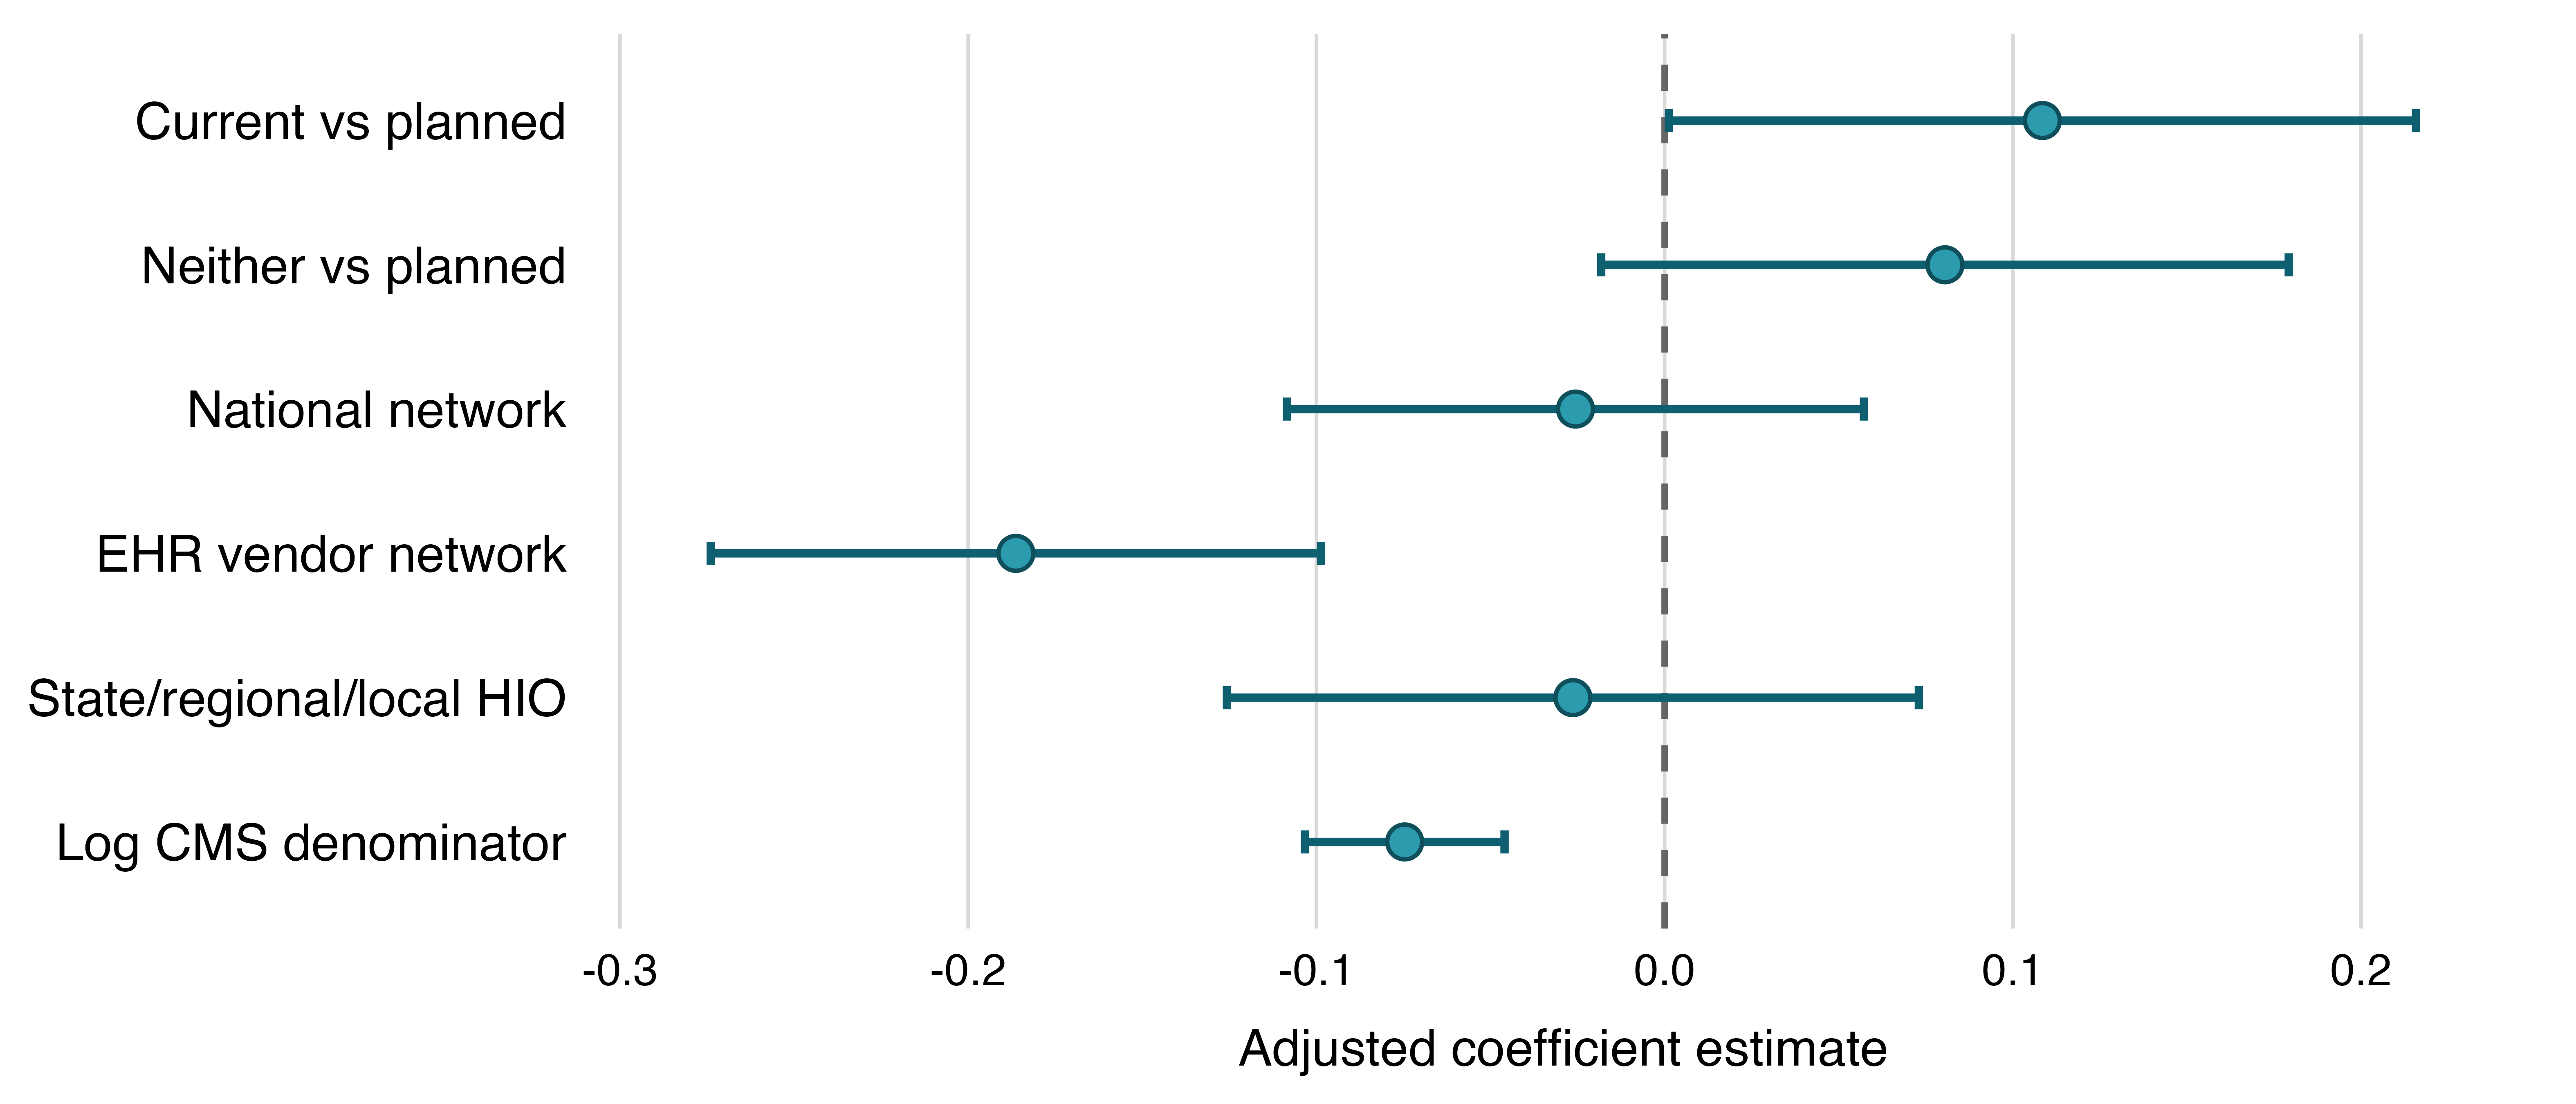 Current vs planned
Neither vs planned
National network
EHR vendor network
State/regional/local HIO
Log CMS denominator
-0.3 -0.2 -0.1 0.0 0.1 0.2
Adjusted coefficient estimate